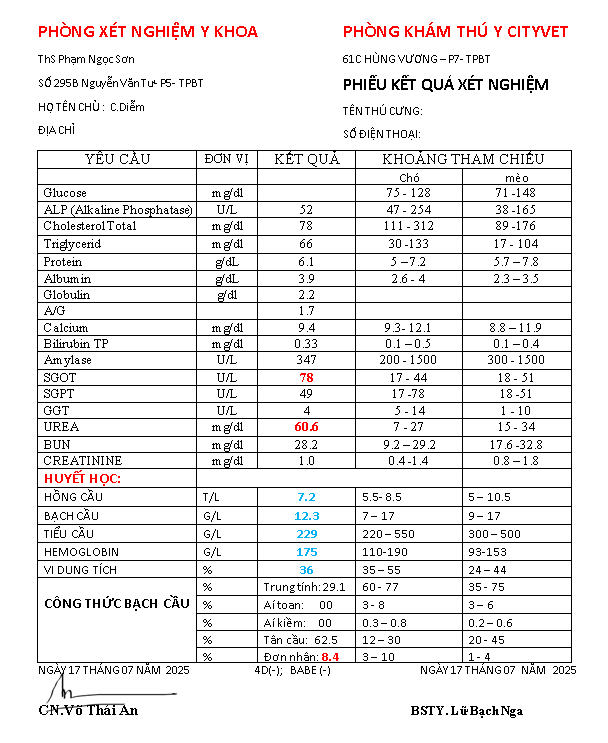 PHÒNG XÉT NGHIỆM Y KHOA
ThS Phạm Ngọc Sơn
SỐ 295B Nguyễn Văn Tư- P5- TPBT
HỌ TÊN CHỦ : C.Diễm
ĐỊA CHỈ
PHÒNG KHÁM THÚ Y CITYVET
61C HÙNG VƯƠNG – P7- TPBT
PHIẾU KẾT QUẢ XÉT NGHIỆM
TÊN THÚ CƯNG:
SỐ ĐIỆN THOẠI:
YÊU CẦU ĐƠN VỊ KẾT QUẢ KHOẢNG THAM CHIẾU
Chó mèo
Glucose mg/dl 75 - 128 71 -148
ALP (Alkaline Phosphatase) U/L 52 47 - 254 38 -165
Cholesterol Total mg/dl 78 111 - 312 89 -176
Triglycerid mg/dl 66 30 -133 17 - 104
Protein g/dL 6.1 5 –7.2 5.7 – 7.8
Albumin g/dL 3.9 2.6 - 4 2.3 – 3.5
Globulin g/dl 2.2
A/G 1.7
Calcium mg/dl 9.4 9.3- 12.1 8.8 – 11.9
Bilirubin TP mg/dl 0.33 0.1 – 0.5 0.1 – 0.4
Amylase U/L 347 200 - 1500 300 - 1500
SGOT U/L 78 17 - 44 18 - 51
SGPT U/L 49 17 -78 18 -51
GGT U/L 4 5 - 14 1 - 10
UREA mg/dl 60.6 7 - 27 15 - 34
BUN mg/dl 28.2 9.2 – 29.2 17.6 -32.8
CREATININE mg/dl 1.0 0.4 -1.4 0.8 – 1.8
HUYẾT HỌC:
HỒNG CẦU T/L 7.2 5.5- 8.5 5 – 10.5
BẠCH CẦU G/L 12.3 7 – 17 9 – 17
TIỂU CẦU G/L 229 220 – 550 300 – 500
HEMOGLOBIN G/L 175 110-190 93-153
VI DUNG TÍCH % 36 35 – 55 24 – 44
CÔNG THỨC BẠCH CẦU
% Trung tính: 29.1 60 - 77 35 - 75
% Aí toan: 00 3 - 8 3 – 6
% Aí kiềm: 00 0.3 – 0.8 0.2 – 0.6
% Tân cầu: 62.5 12 – 30 20 - 45
% Đơn nhân: 8.4 3 – 10 1 - 4
NGÀY 17 THÁNG 07 NĂM 2025 4D(-); BABE (-) NGÀY 17 THÁNG 07 NĂM 2025
CN.Võ Thái An BSTY. Lữ Bạch Nga